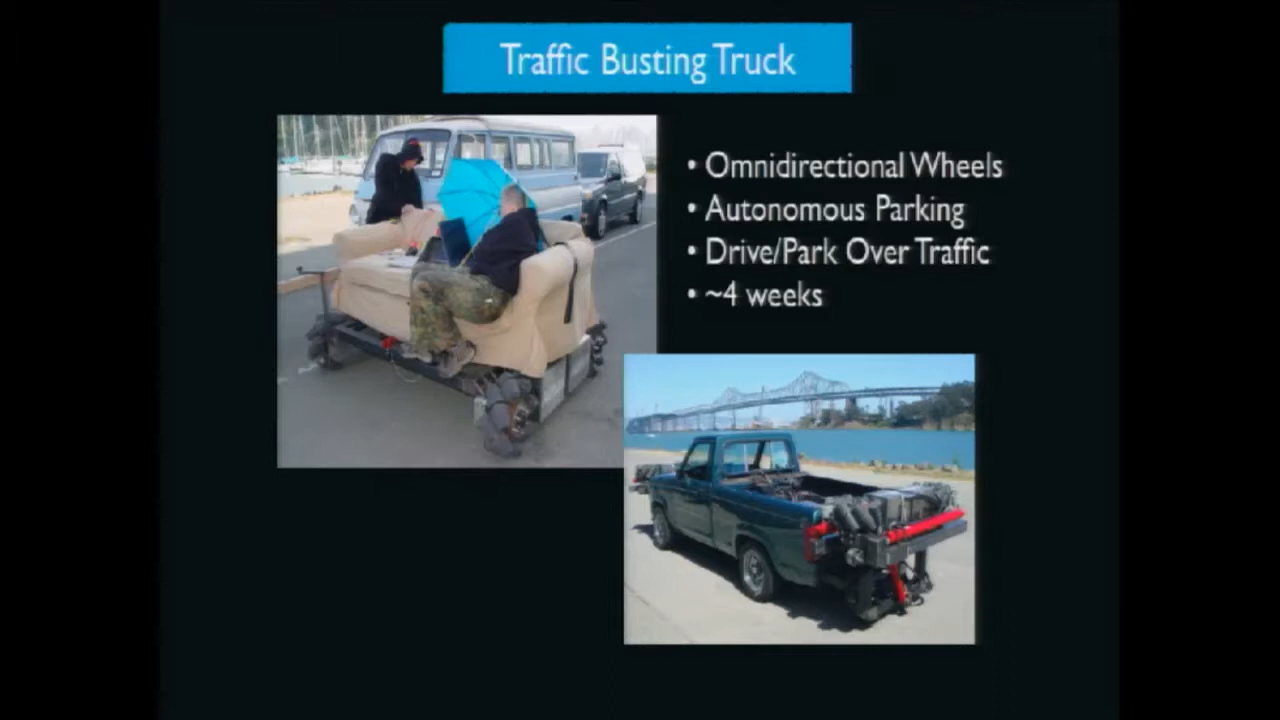 Traffic Busting Truck
• Omnidirectional Wheels
• Autonomous Parking
• Drive/Park Over Traffic
• ~4 weeks